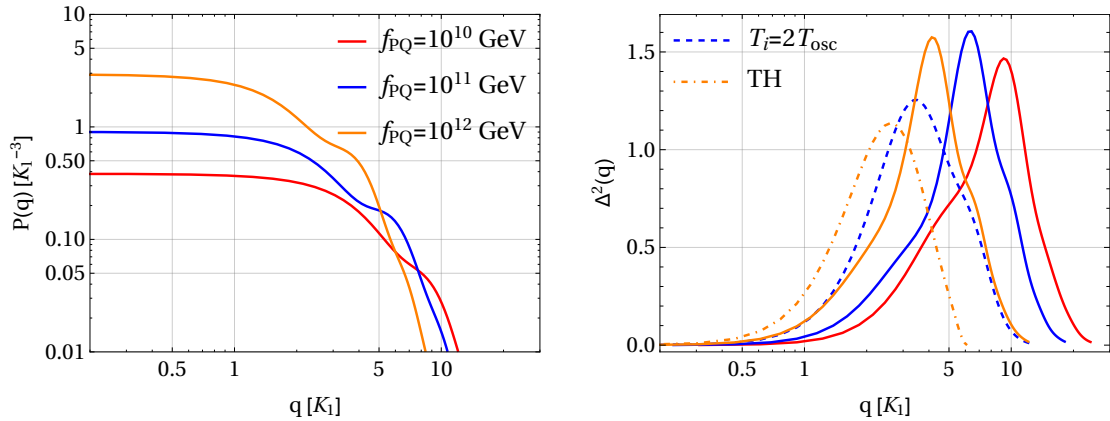 P(q) [K₁⁻³]
10
5
1
0.50
0.10
0.05
0.01
f_PQ=10¹⁰ GeV
f_PQ=10¹¹ GeV
f_PQ=10¹² GeV
0.5 1 5 10
q [K₁]
Δ²(q)
1.5
1.0
0.5
0.0
T_i=2T_osc
TH
0.5 1 5 10
q [K₁]